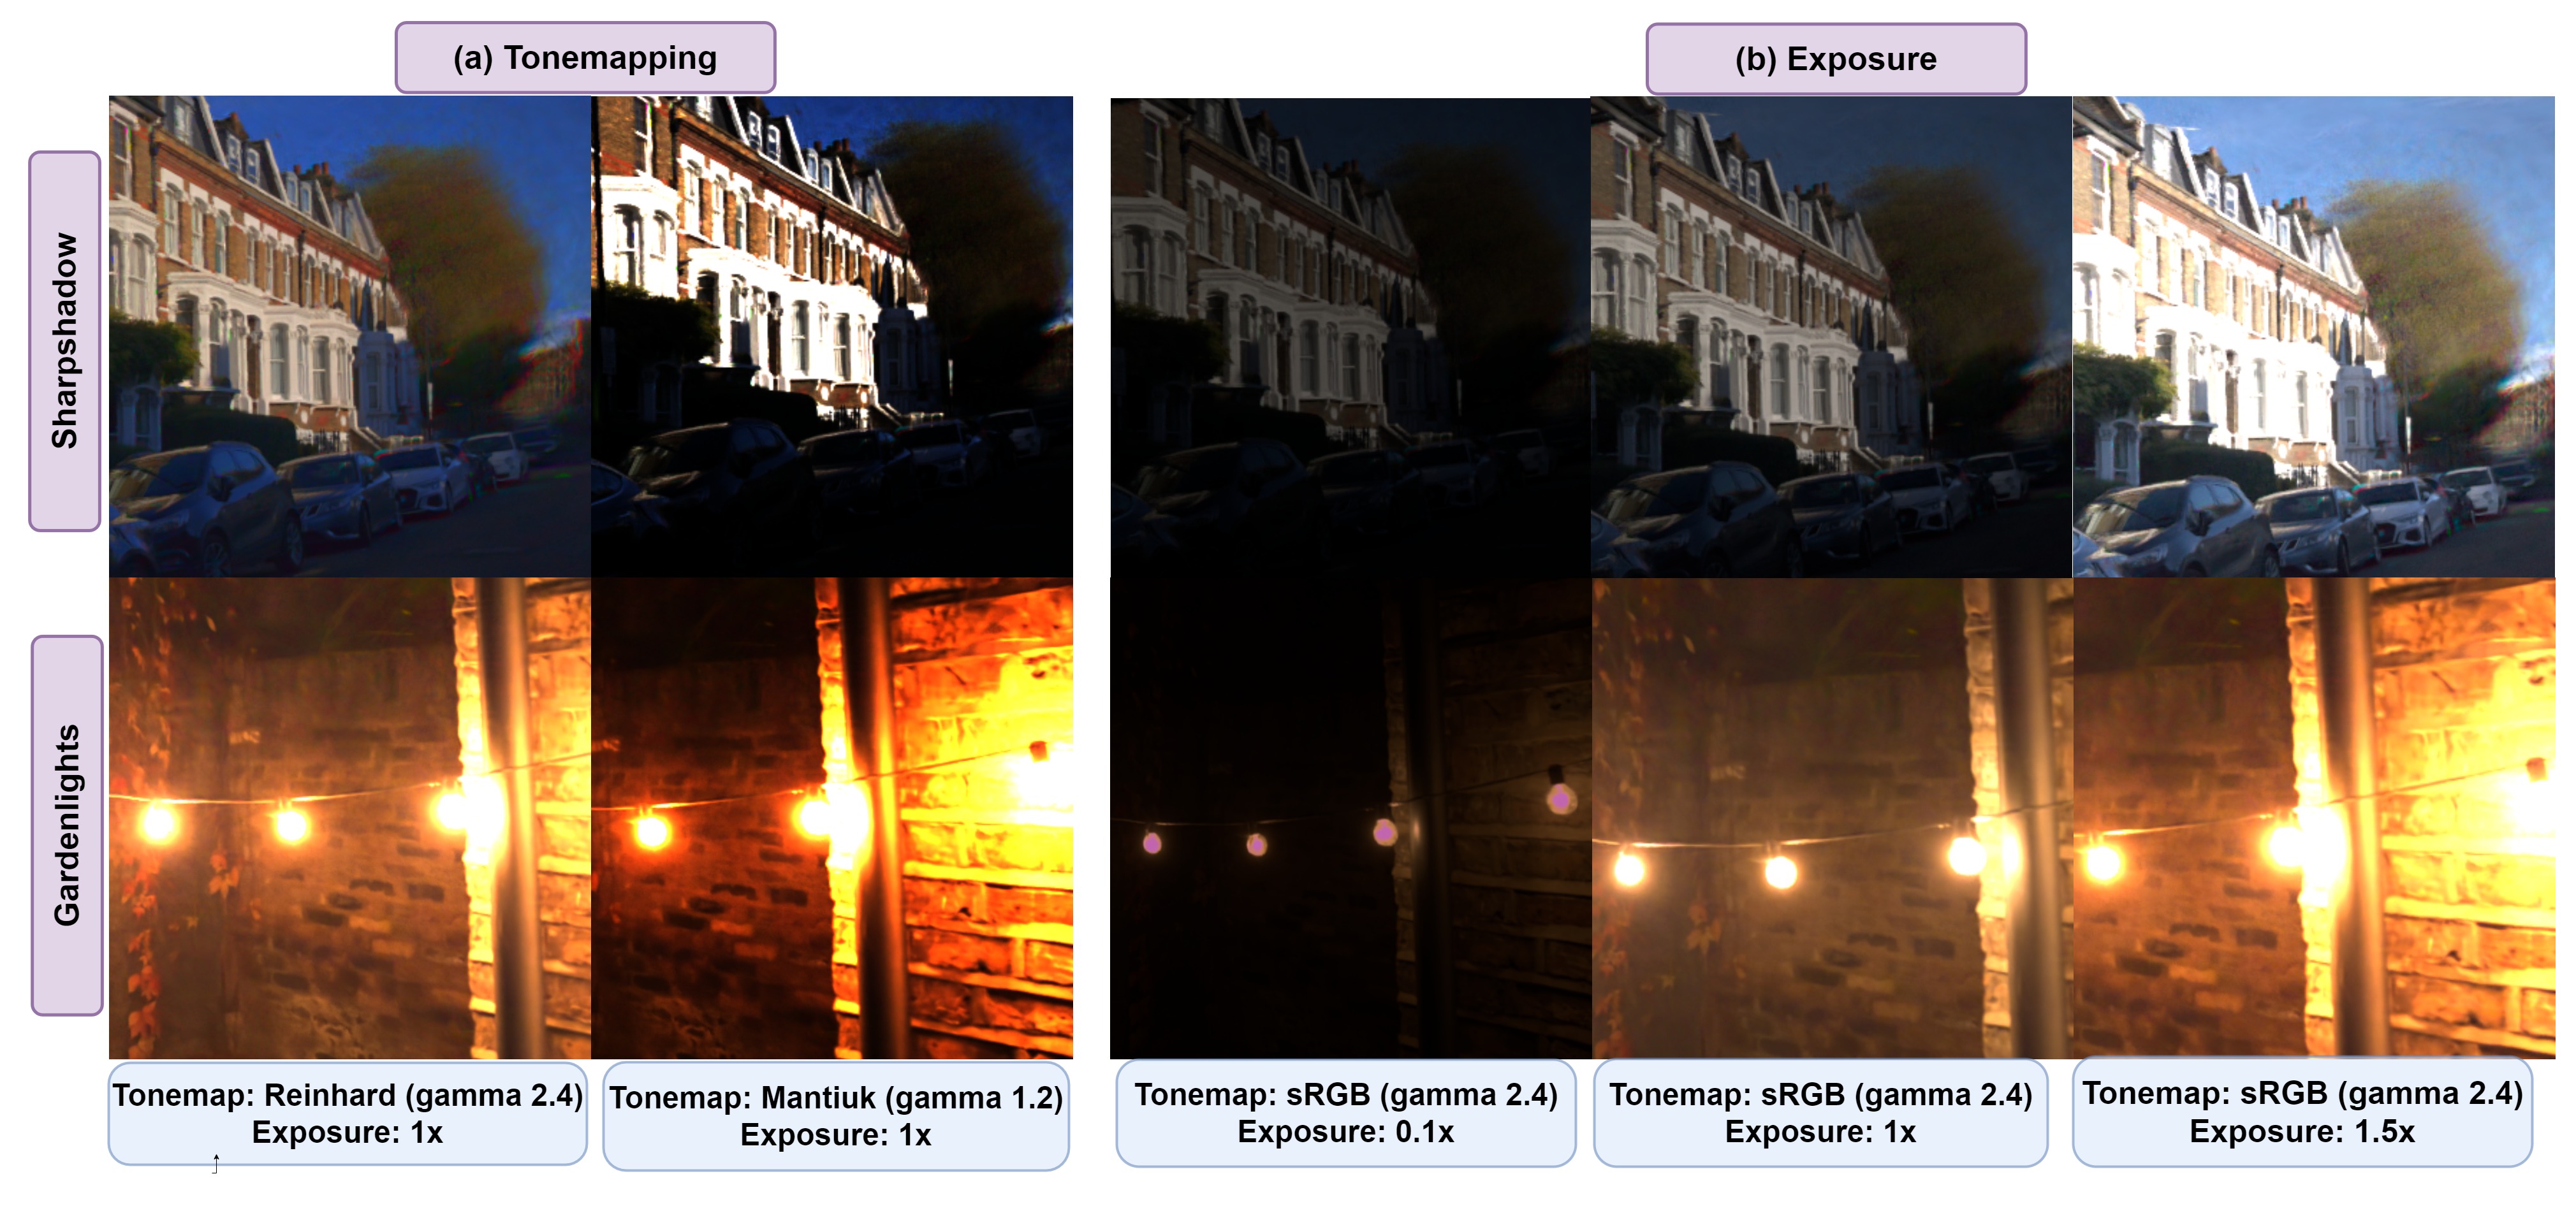 (a) Tonemapping
(b) Exposure
Sharpshadow
Gardenlights
Tonemap: Reinhard (gamma 2.4)
Exposure: 1x
Tonemap: Mantiuk (gamma 1.2)
Exposure: 1x
Tonemap: sRGB (gamma 2.4)
Exposure: 0.1x
Tonemap: sRGB (gamma 2.4)
Exposure: 1x
Tonemap: sRGB (gamma 2.4)
Exposure: 1.5x